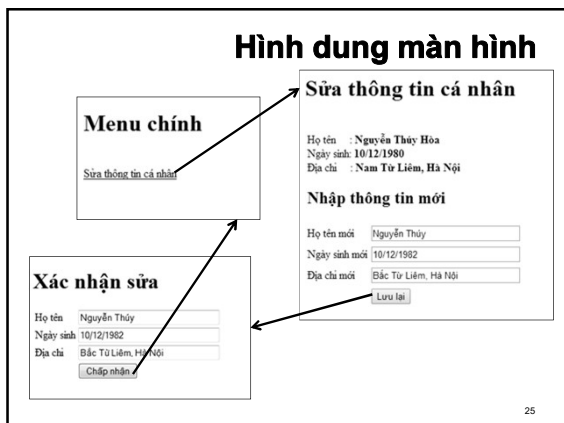 Hình dung màn hình
Menu chính
Sửa thông tin cá nhân
Sửa thông tin cá nhân
Họ tên : Nguyễn Thúy Hòa
Ngày sinh: 10/12/1980
Địa chỉ : Nam Từ Liêm, Hà Nội
Nhập thông tin mới
Họ tên mới Nguyễn Thúy
Ngày sinh mới 10/12/1982
Địa chỉ mới Bắc Từ Liêm, Hà Nội
Lưu lại
Xác nhận sửa
Họ tên Nguyễn Thúy
Ngày sinh 10/12/1982
Địa chỉ Bắc Từ Liêm, Hà Nội
Chấp nhận
25